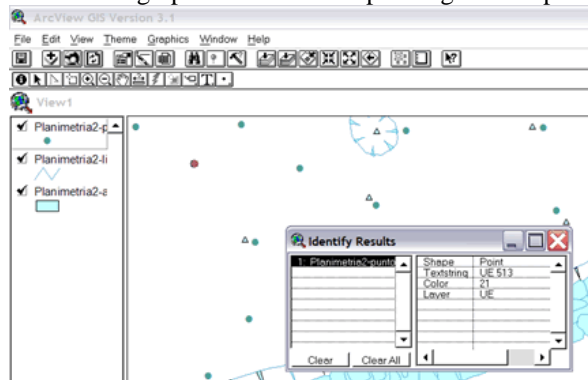 ArcView GIS Version 3.1
File Edit View Theme Graphics Window Help
View1
Planimetria2-p
Planimetria2-li
Planimetria2-a
Identify Results
1: Planimetria2-punto
Shape Point
Textstring UE 513
Color 21
Layer UE
Clear Clear All